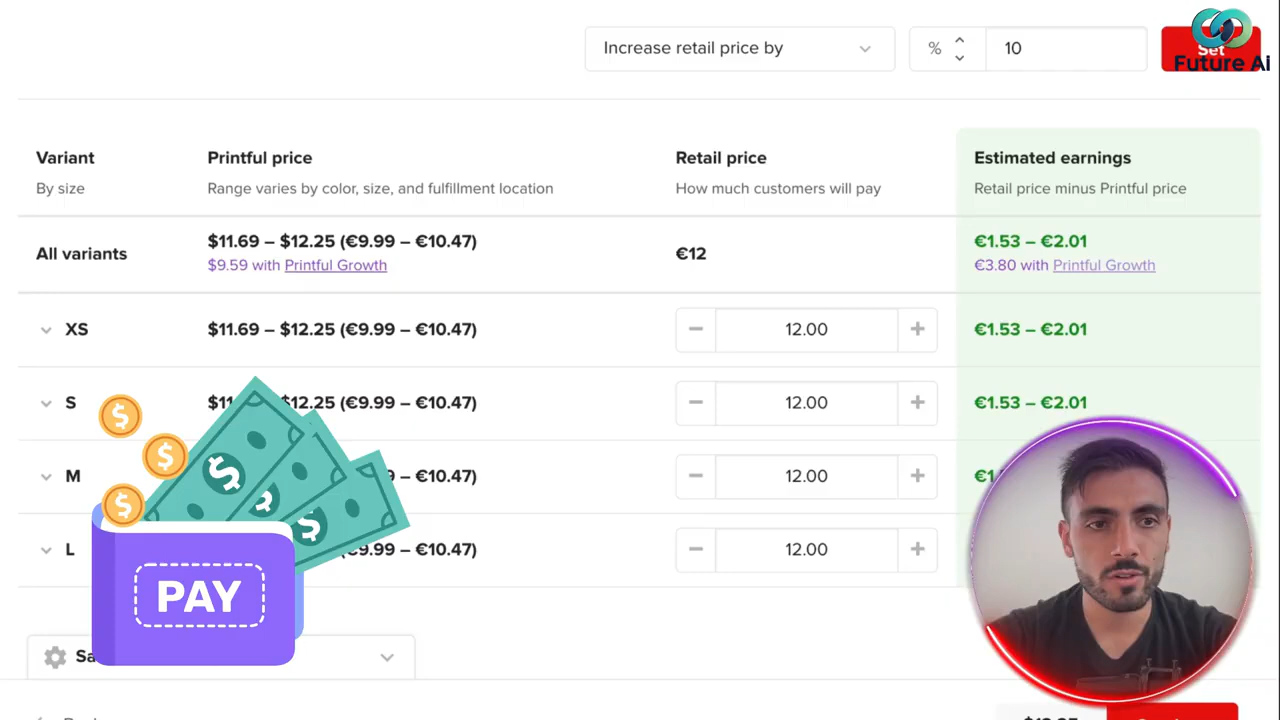 Increase retail price by
%
10
Set
Future Ai
Variant
Printful price
Retail price
Estimated earnings
By size
Range varies by color, size, and fulfillment location
How much customers will pay
Retail price minus Printful price
All variants
$11.69 – $12.25 (€9.99 – €10.47)
$9.59 with Printful Growth
€12
€1.53 – €2.01
€3.80 with Printful Growth
XS
$11.69 – $12.25 (€9.99 – €10.47)
12.00
€1.53 – €2.01
S
$12.25 (€9.99 – €10.47)
12.00
€1.53 – €2.01
M
– €10.47)
12.00
L
– €10.47)
12.00
PAY